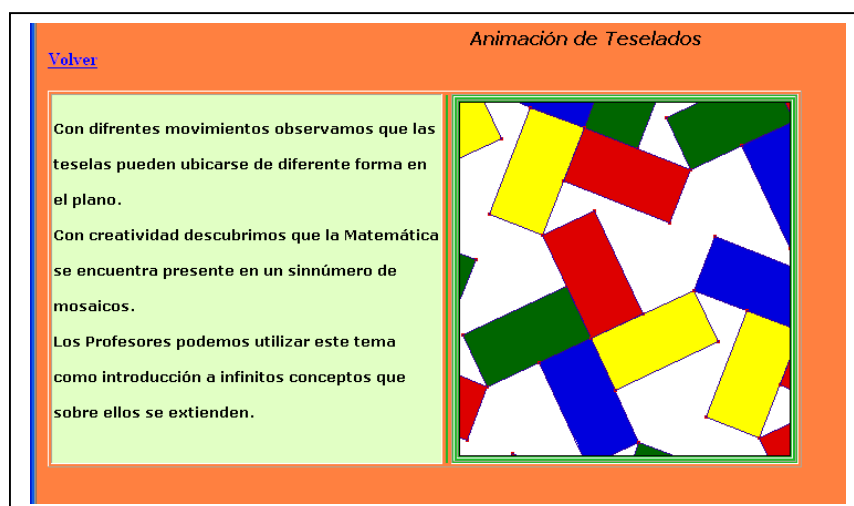 Animación de Teselados
Volver
Con difrentes movimientos observamos que las
teselas pueden ubicarse de diferente forma en
el plano.
Con creatividad descubrimos que la Matemática
se encuentra presente en un sinnúmero de
mosaicos.
Los Profesores podemos utilizar este tema
como introducción a infinitos conceptos que
sobre ellos se extienden.